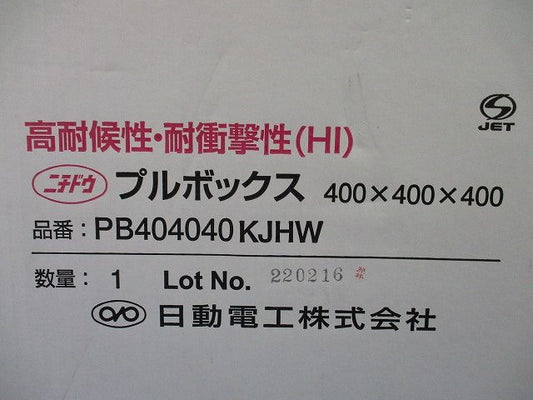 JET
高耐候性・耐衝撃性(HI)
ニチドウ プルボックス 400×400×400
品番：PB404040KJHW
数量： 1 Lot No. 220216
日動電工株式会社